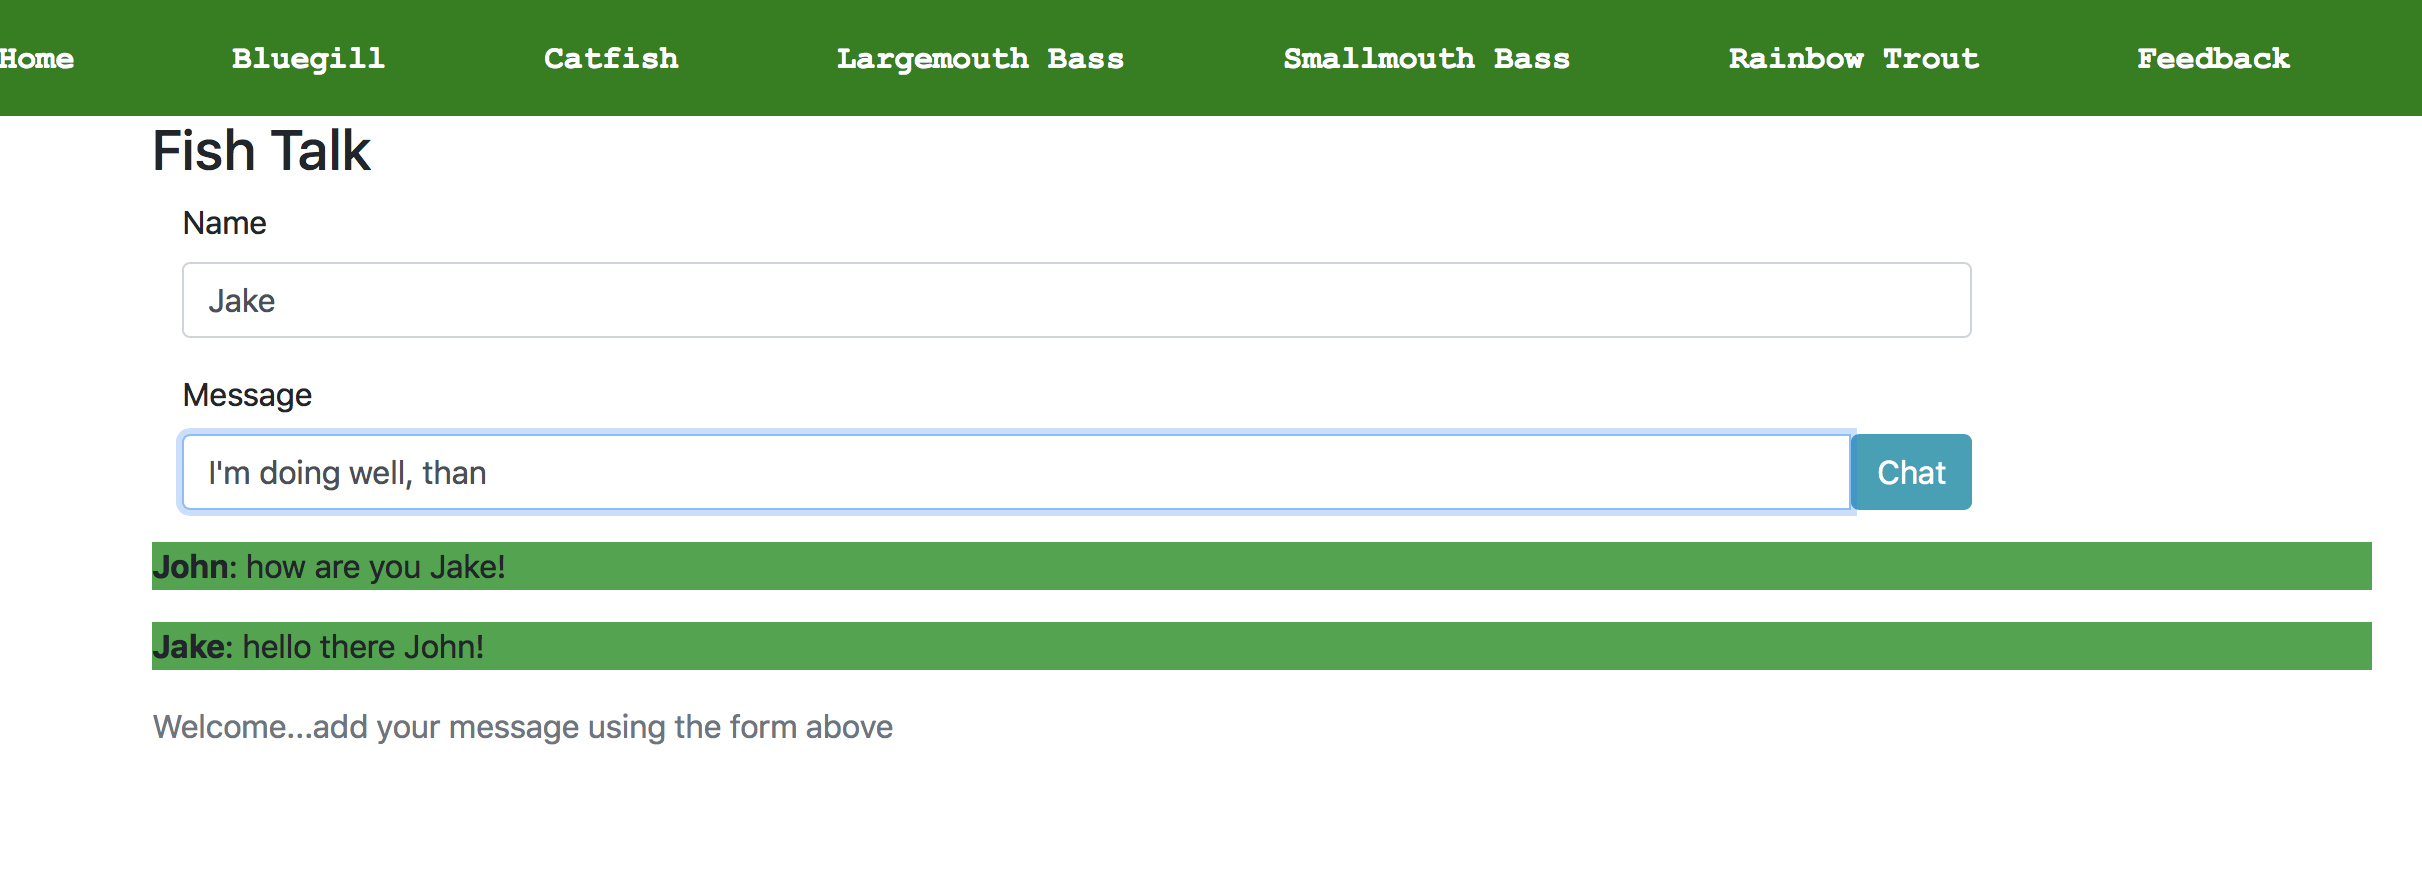 Home Bluegill Catfish Largemouth Bass Smallmouth Bass Rainbow Trout Feedback
Fish Talk
Name
Jake
Message
I'm doing well, than
Chat
John: how are you Jake!
Jake: hello there John!
Welcome...add your message using the form above